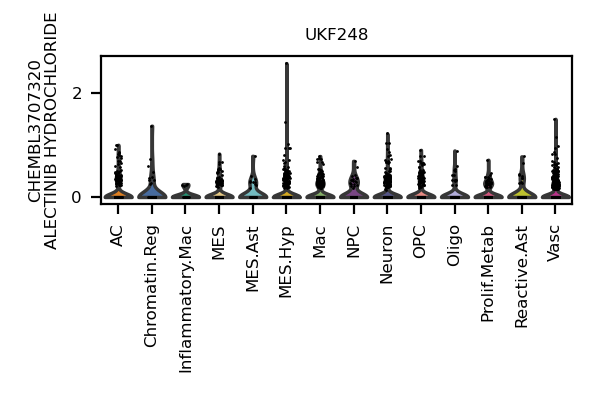 UKF248
CHEMBL3707320
ALECTINIB HYDROCHLORIDE
2
0
AC
Chromatin.Reg
Inflammatory.Mac
MES
MES.Ast
MES.Hyp
Mac
NPC
Neuron
OPC
Oligo
Prolif.Metab
Reactive.Ast
Vasc